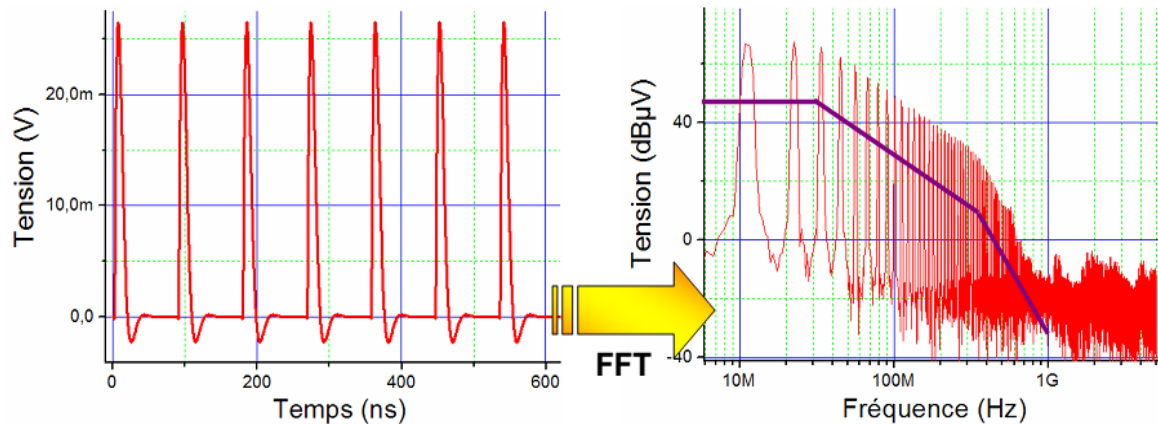 Tension (V)
20,0m
10,0m
0,0
0
200
400
600
Temps (ns)
FFT
Tension (dBµV)
40
0
-40
10M
100M
1G
Fréquence (Hz)